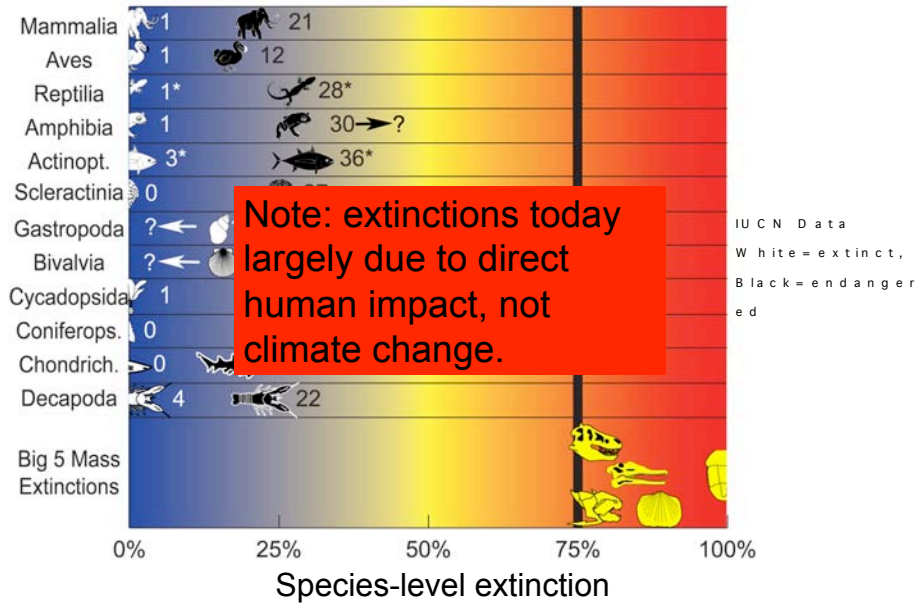 Mammalia 1 21
Aves 1 12
Reptilia 1* 28*
Amphibia 1 30 ?
Actinopt. 3* 36*
Scleractinia 0
Gastropoda ?
Bivalvia ?
Cycadopsida 1
Coniferops. 0
Chondrich. 0
Decapoda 4 22
Note: extinctions today
largely due to direct
human impact, not
climate change.
IUCN Data
White=extinct,
Black=endanger
ed
Big 5 Mass
Extinctions
0% 25% 50% 75% 100%
Species-level extinction